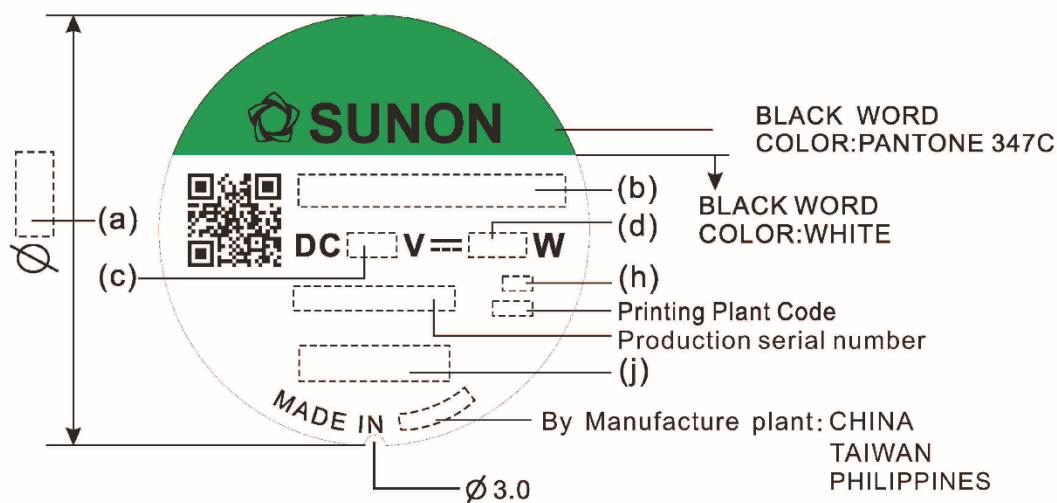 SUNON
BLACK WORD
COLOR:PANTONE 347C
BLACK WORD
COLOR:WHITE
(a)
Ø
(b)
DC V⎓ W
(d)
(c)
(h)
Printing Plant Code
Production serial number
(j)
MADE IN
By Manufacture plant: CHINA
TAIWAN
PHILIPPINES
Ø 3.0